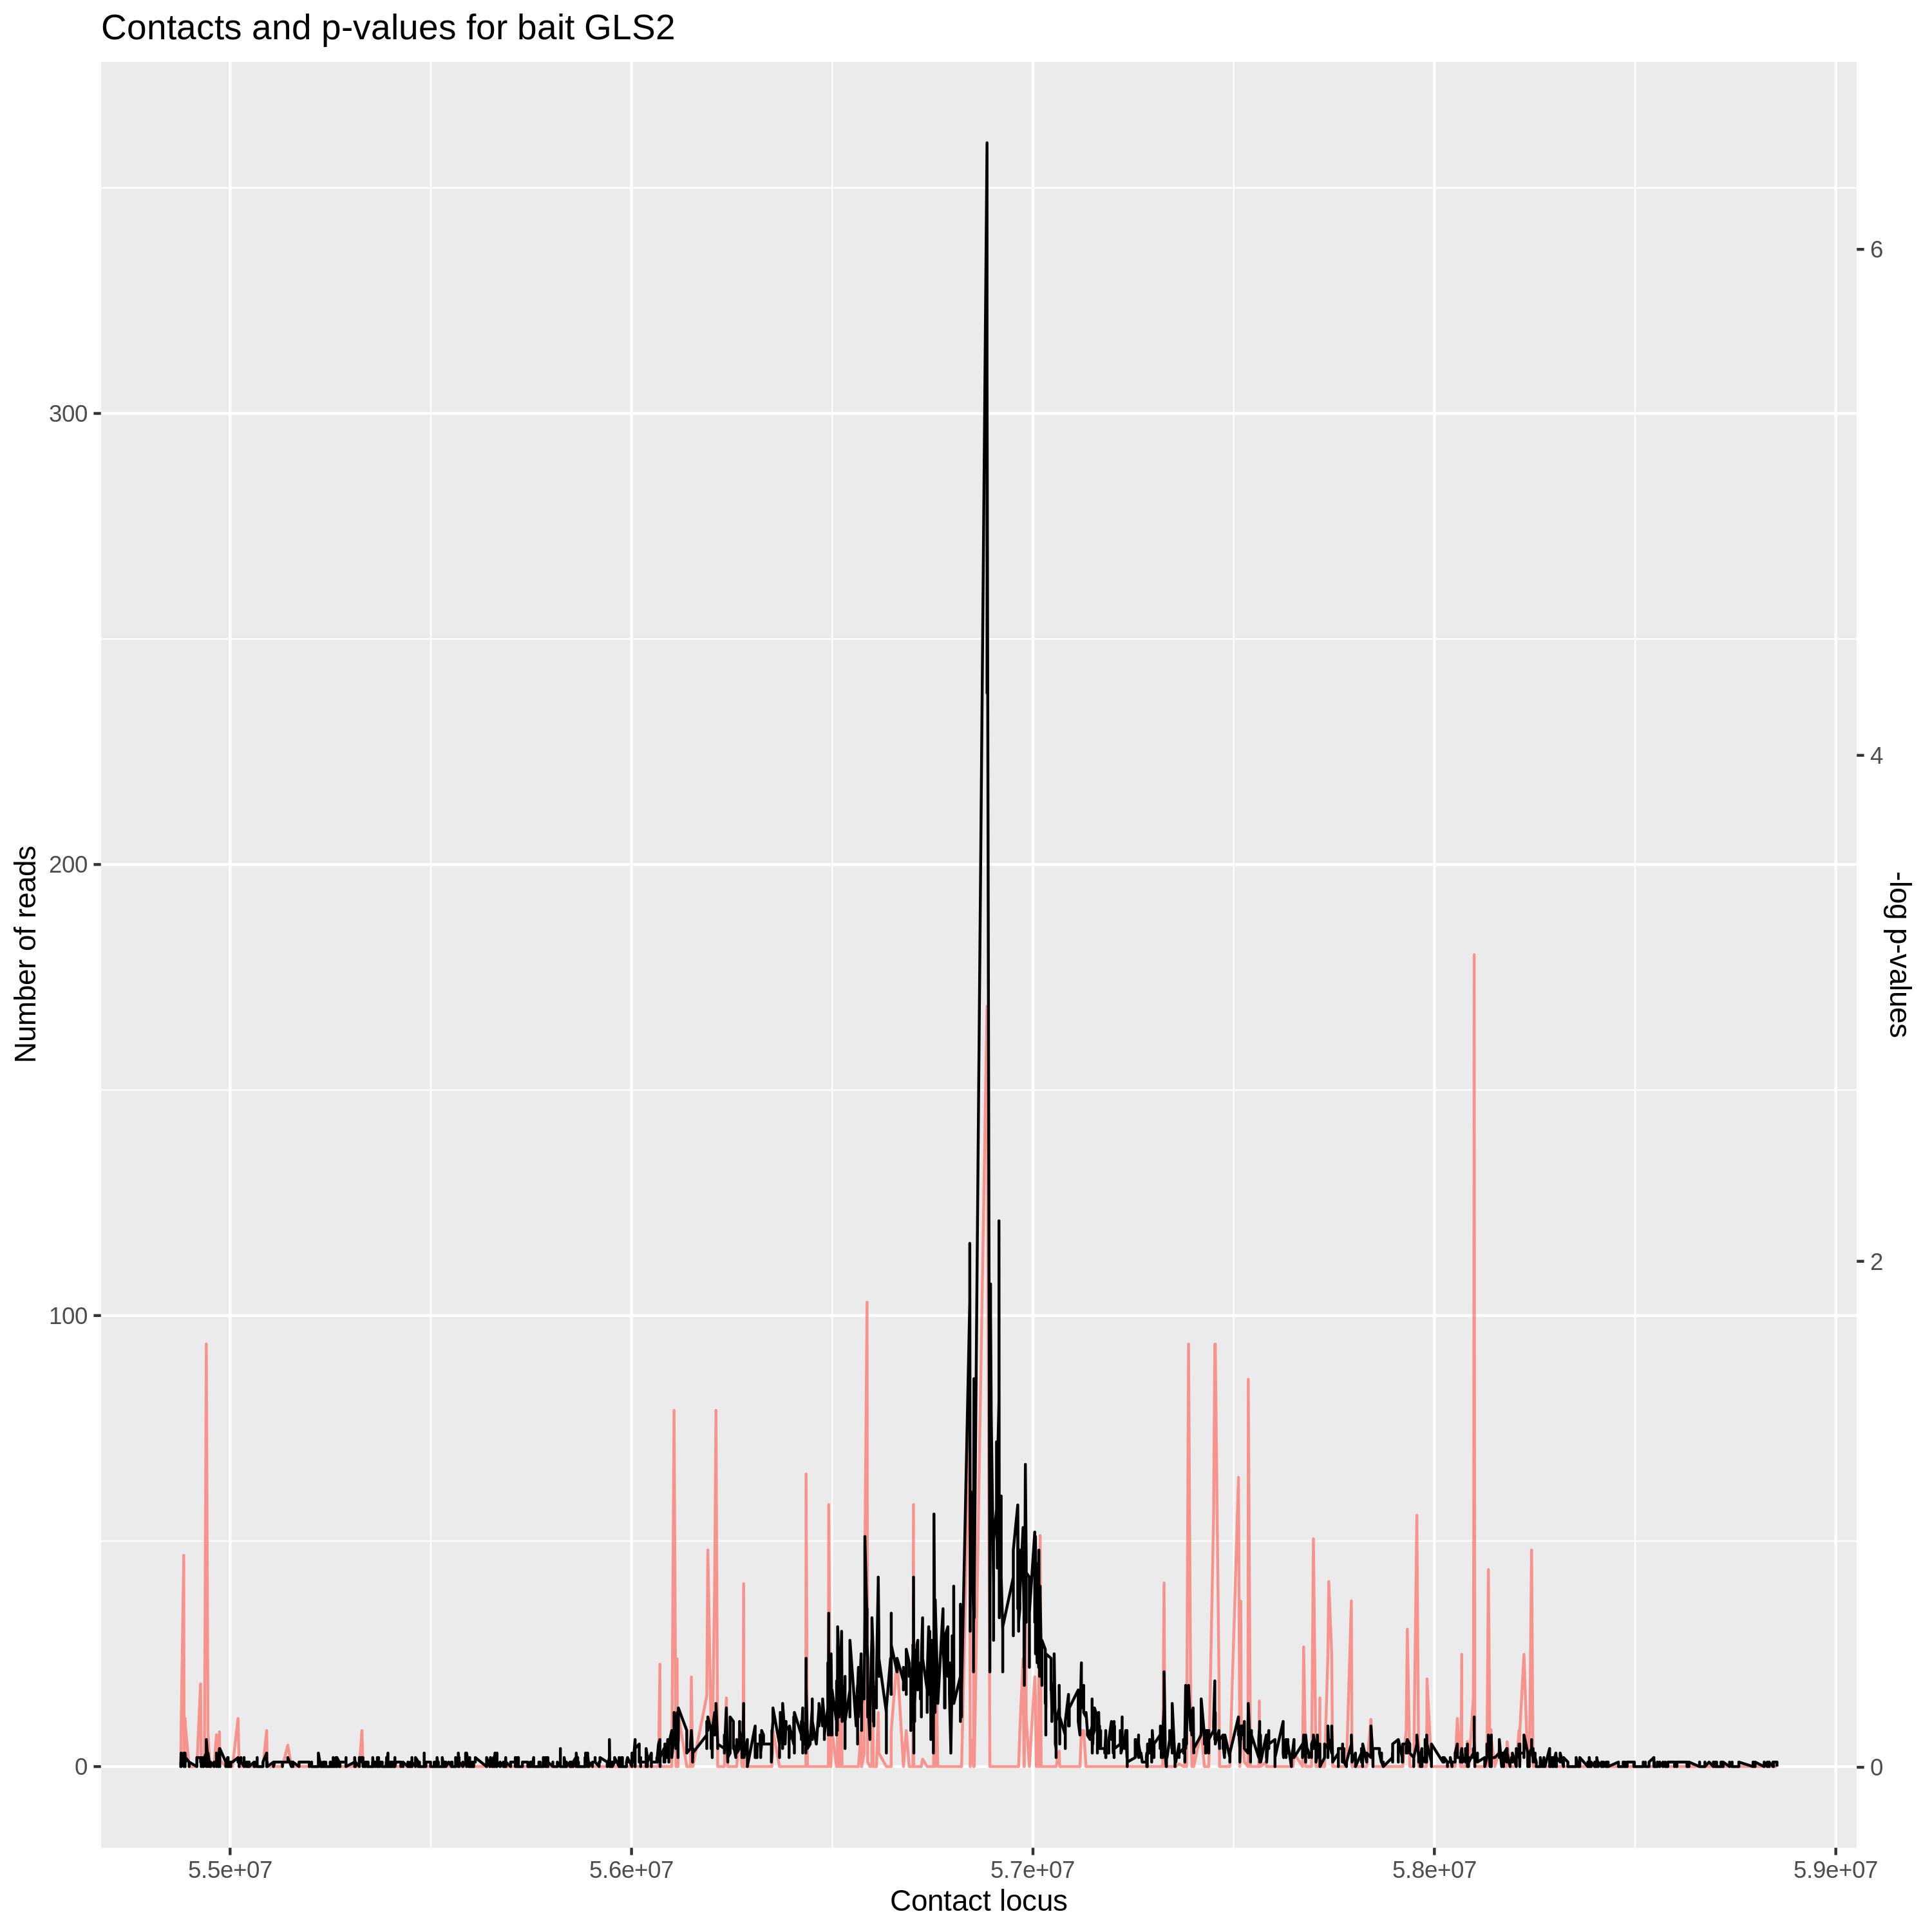 Contacts and p-values for bait GLS2
300
200
100
0
6
4
2
0
Number of reads
-log p-values
5.5e+07 5.6e+07 5.7e+07 5.8e+07 5.9e+07
Contact locus